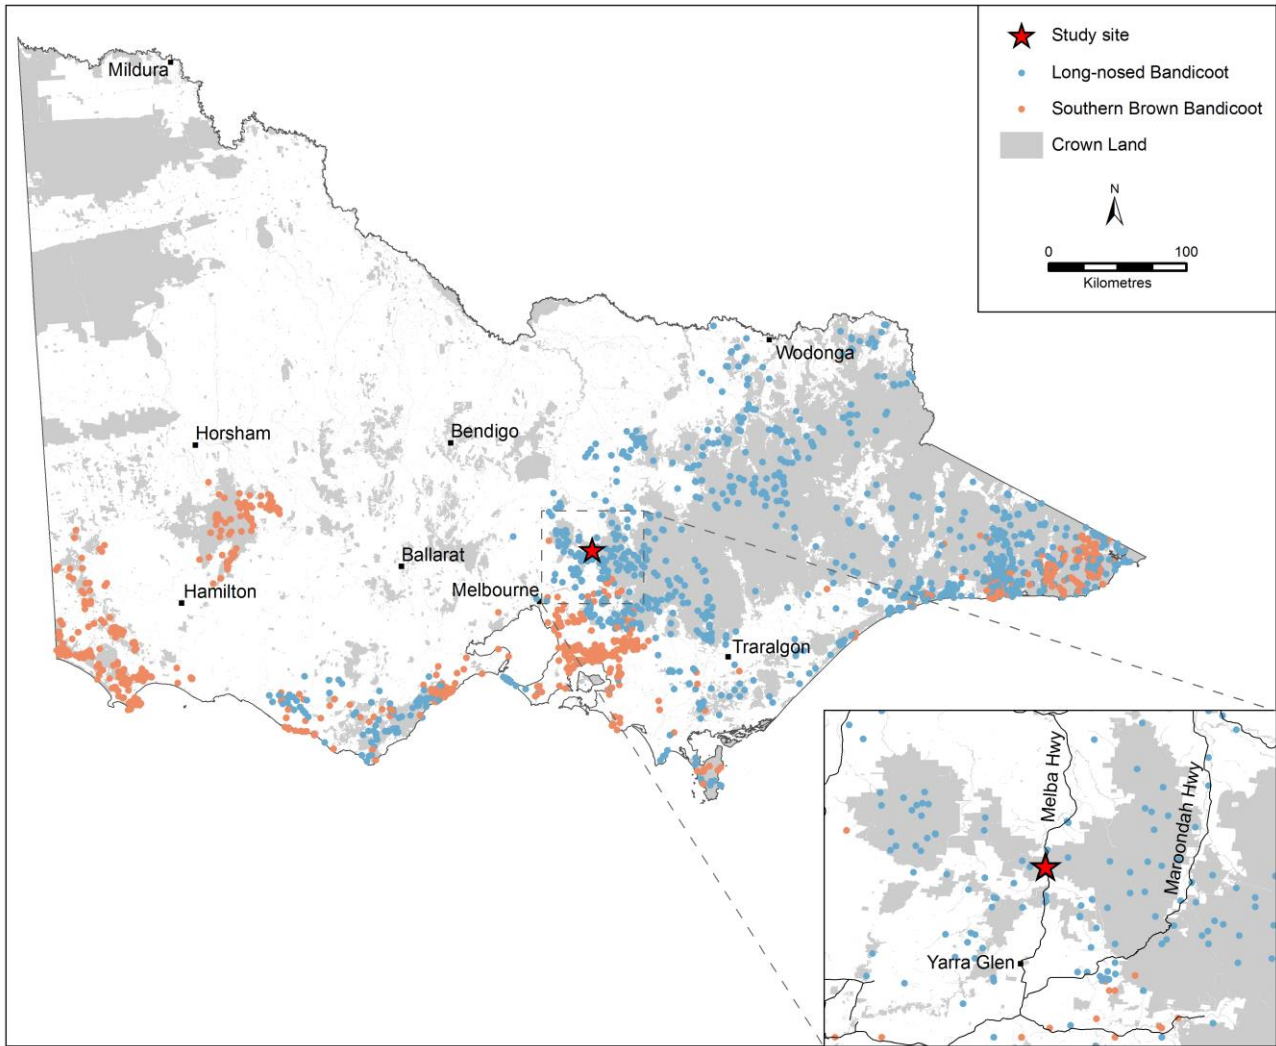 Study site
Long-nosed Bandicoot
Southern Brown Bandicoot
Crown Land
N
0 100
Kilometres
Mildura
Wodonga
Horsham
Bendigo
Ballarat
Hamilton
Melbourne
Traralgon
Melba Hwy
Maroondah Hwy
Yarra Glen